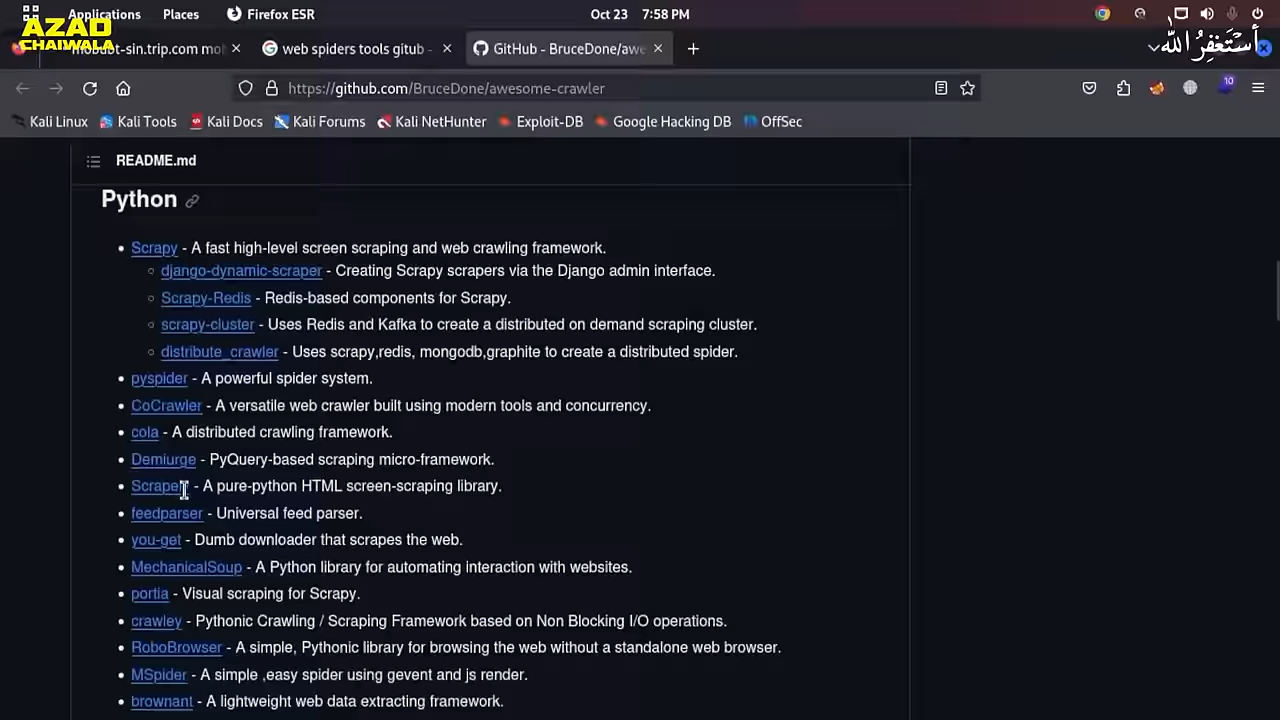 Applications Places Firefox ESR Oct 23 7:58 PM
AZAD
CHAIWALA
mobubt-sin.trip.com mo web spiders tools gitub - GitHub - BruceDone/awe
أستغفر الله
https://github.com/BruceDone/awesome-crawler 10
Kali Linux Kali Tools Kali Docs Kali Forums Kali NetHunter Exploit-DB Google Hacking DB OffSec
README.md
Python
Scrapy - A fast high-level screen scraping and web crawling framework.
django-dynamic-scraper - Creating Scrapy scrapers via the Django admin interface.
Scrapy-Redis - Redis-based components for Scrapy.
scrapy-cluster - Uses Redis and Kafka to create a distributed on demand scraping cluster.
distribute_crawler - Uses scrapy,redis, mongodb,graphite to create a distributed spider.
pyspider - A powerful spider system.
CoCrawler - A versatile web crawler built using modern tools and concurrency.
cola - A distributed crawling framework.
Demiurge - PyQuery-based scraping micro-framework.
Scrapely - A pure-python HTML screen-scraping library.
feedparser - Universal feed parser.
you-get - Dumb downloader that scrapes the web.
MechanicalSoup - A Python library for automating interaction with websites.
portia - Visual scraping for Scrapy.
crawley - Pythonic Crawling / Scraping Framework based on Non Blocking I/O operations.
RoboBrowser - A simple, Pythonic library for browsing the web without a standalone web browser.
MSpider - A simple ,easy spider using gevent and js render.
brownant - A lightweight web data extracting framework.